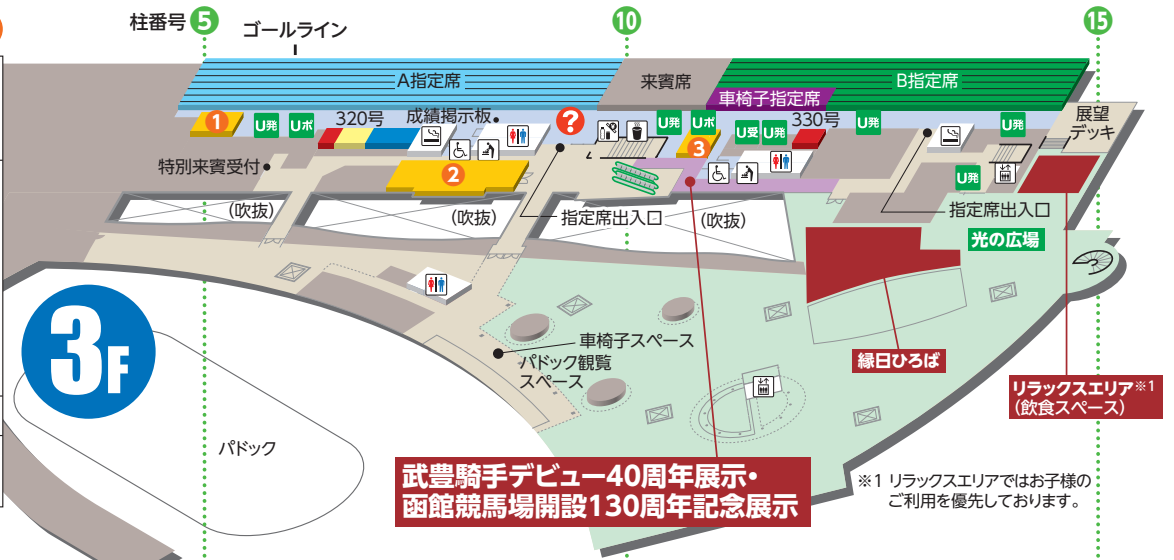 柱番号 5
ゴールライン
10
15
A指定席
来賓席
B指定席
車椅子指定席
展望
デッキ
1
U発
Uポ
320号
成績掲示板
?
U発
Uポ
U受
U発
330号
U発
U発
特別来賓受付
2
3
U発
(吹抜)
(吹抜)
指定席出入口
(吹抜)
指定席出入口
光の広場
3F
車椅子スペース
パドック観覧
スペース
縁日ひろば
リラックスエリア※1
(飲食スペース)
パドック
武豊騎手デビュー40周年展示・
函館競馬場開設130周年記念展示
※1 リラックスエリアではお子様の
ご利用を優先しております。